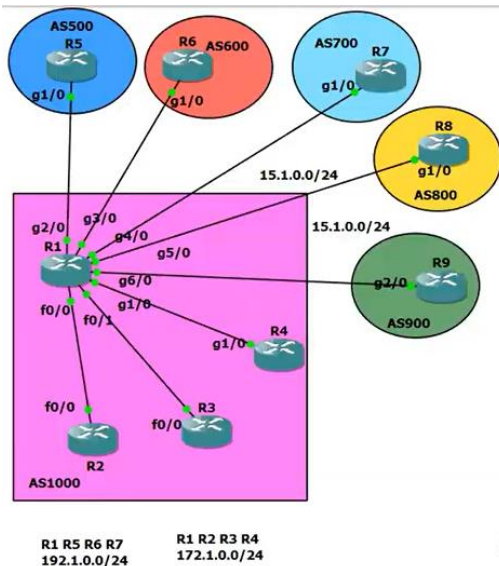 AS500
R5
g1/0
R6
AS600
g1/0
AS700
R7
g1/0
R8
g1/0
AS800
15.1.0.0/24
15.1.0.0/24
R9
g2/0
AS900
g2/0
g3/0
g4/0
R1
g5/0
g6/0
f0/0
f0/1
g1/0
R4
g1/0
R3
f0/0
f0/0
R2
AS1000
R1 R5 R6 R7
192.1.0.0/24
R1 R2 R3 R4
172.1.0.0/24